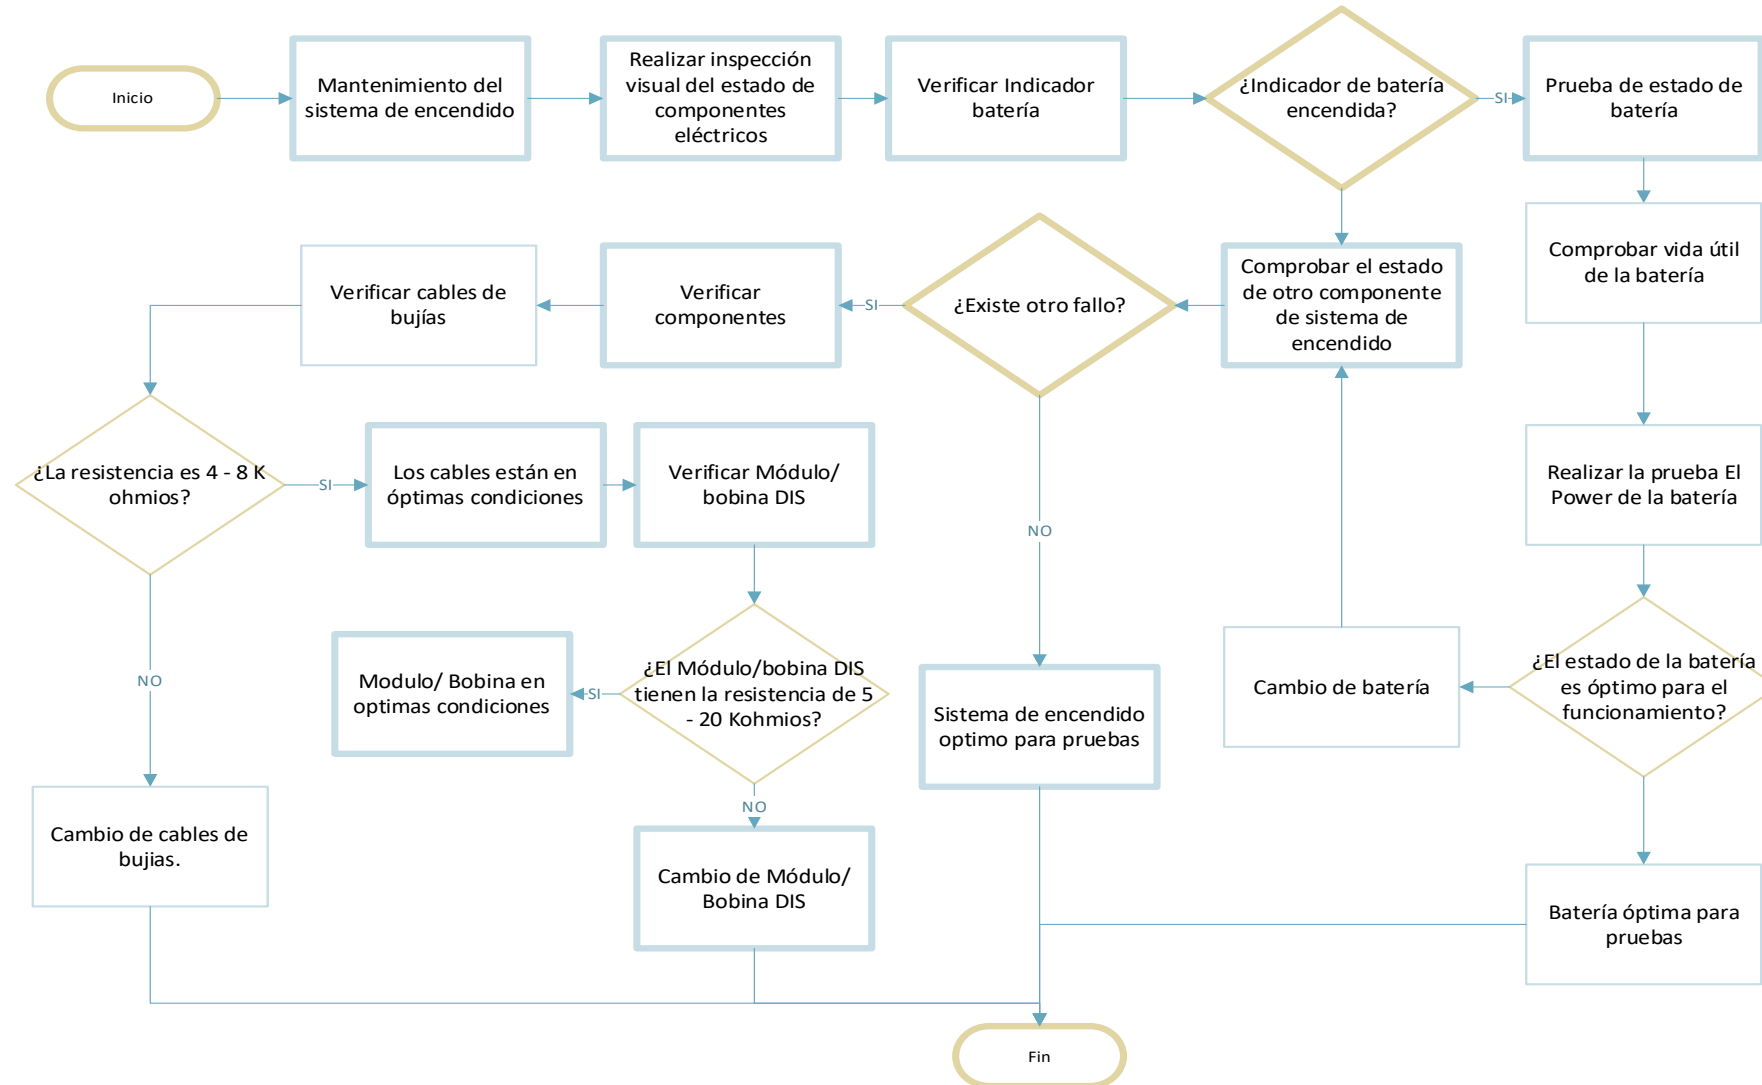 Inicio
Mantenimiento del
sistema de encendido
Realizar inspección
visual del estado de
componentes
eléctricos
Verificar Indicador
batería
¿Indicador de batería
encendida?
SI
Prueba de estado de
batería
Comprobar vida útil
de la batería
Realizar la prueba El
Power de la batería
¿El estado de la batería
es óptimo para el
funcionamiento?
Cambio de batería
Batería óptima para
pruebas
Comprobar el estado
de otro componente
de sistema de
encendido
¿Existe otro fallo?
SI
NO
Verificar
componentes
Verificar cables de
bujías
¿La resistencia es 4 - 8 K
ohmios?
SI
NO
Los cables están en
óptimas condiciones
Verificar Módulo/
bobina DIS
¿El Módulo/bobina DIS
tienen la resistencia de 5
- 20 Kohmios?
SI
NO
Modulo/ Bobina en
optimas condiciones
Cambio de Módulo/
Bobina DIS
Sistema de encendido
optimo para pruebas
Cambio de cables de
bujias.
Fin